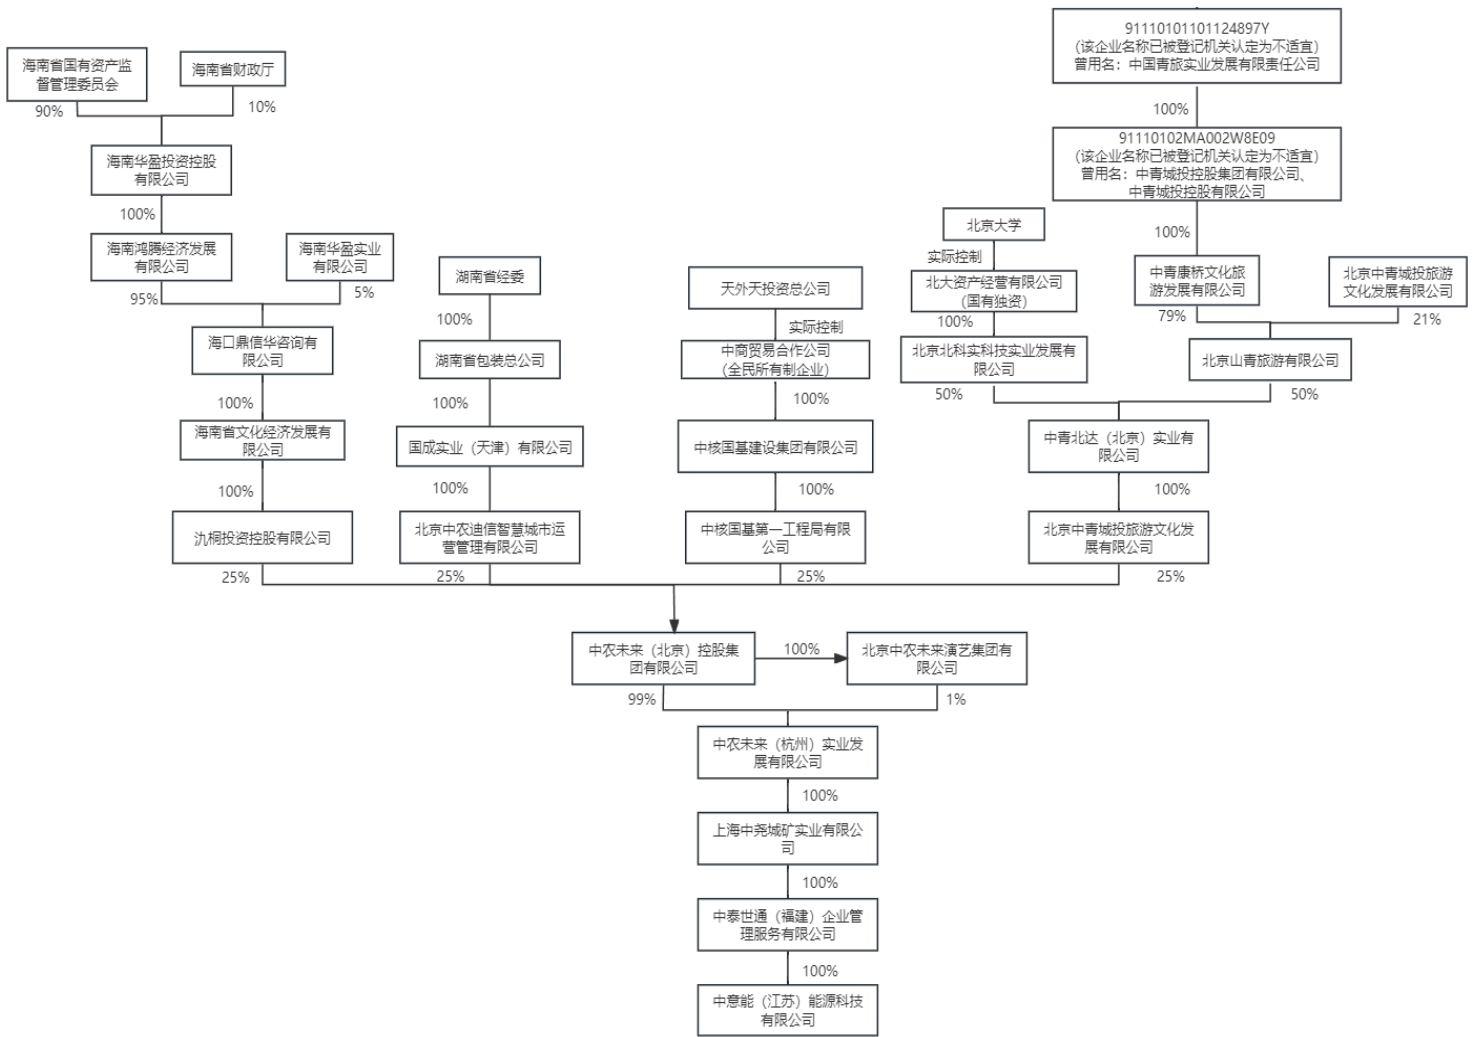 91110101101124897Y
（该企业名称已被登记机关认定为不适宜）
曾用名：中国青旅实业发展有限责任公司
海南省国有资产监
督管理委员会
海南省财政厅
90%
10%
100%
91110102MA002W8E09
（该企业名称已被登记机关认定为不适宜）
曾用名：中青城投控股集团有限公司、
中青城投控股有限公司
海南华盈投资控股
有限公司
100%
北京大学
100%
海南鸿腾经济发展
有限公司
海南华盈实业
有限公司
湖南省经委
实际控制
中青康桥文化旅
游发展有限公司
北京中青城投旅游
文化发展有限公司
天外天投资总公司
北大资产经营有限公司
（国有独资）
95%
5%
100%
实际控制
100%
79%
21%
海口鼎信华咨询有
限公司
湖南省包装总公司
中商贸易合作公司
（全民所有制企业）
北京北科实科技实业发展有
限公司
北京山青旅游有限公司
100%
100%
100%
50%
50%
海南省文化经济发展有
限公司
国成实业（天津）有限公司
中核国基建设集团有限公司
中青北达（北京）实业有
限公司
100%
100%
100%
100%
氿桐投资控股有限公司
北京中农迪信智慧城市运
营管理有限公司
中核国基第一工程局有限
公司
北京中青城投旅游文化发
展有限公司
25%
25%
25%
25%
中农未来（北京）控股集
团有限公司
100%
北京中农未来演艺集团有
限公司
99%
1%
中农未来（杭州）实业发
展有限公司
100%
上海中尧城矿实业有限公
司
100%
中泰世通（福建）企业管
理服务有限公司
100%
中意能（江苏）能源科技
有限公司